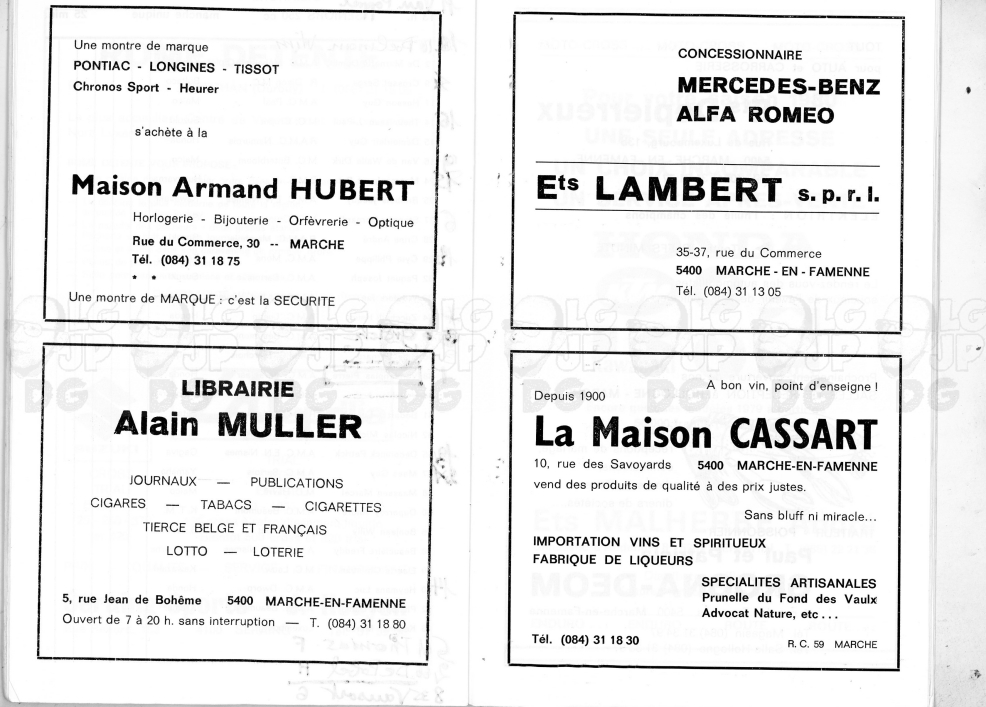 Une montre de marque
PONTIAC - LONGINES - TISSOT
Chronos Sport - Heurer
s'achète à la
Maison Armand HUBERT
Horlogerie - Bijouterie - Orfèvrerie - Optique
Rue du Commerce, 30 -- MARCHE
Tél. (084) 31 18 75
* *
Une montre de MARQUE : c'est la SECURITE
LIBRAIRIE
Alain MULLER
JOURNAUX — PUBLICATIONS
CIGARES — TABACS — CIGARETTES
TIERCE BELGE ET FRANÇAIS
LOTTO — LOTERIE
5, rue Jean de Bohême 5400 MARCHE-EN-FAMENNE
Ouvert de 7 à 20 h. sans interruption — T. (084) 31 18 80
CONCESSIONNAIRE
MERCEDES-BENZ
ALFA ROMEO
Ets LAMBERT s. p. r. l.
35-37, rue du Commerce
5400 MARCHE - EN - FAMENNE
Tél. (084) 31 13 05
A bon vin, point d'enseigne !
Depuis 1900
La Maison CASSART
10, rue des Savoyards 5400 MARCHE-EN-FAMENNE
vend des produits de qualité à des prix justes.
Sans bluff ni miracle...
IMPORTATION VINS ET SPIRITUEUX
FABRIQUE DE LIQUEURS
SPECIALITES ARTISANALES
Prunelle du Fond des Vaulx
Advocat Nature, etc ...
Tél. (084) 31 18 30
R. C. 59 MARCHE
LG JP DG